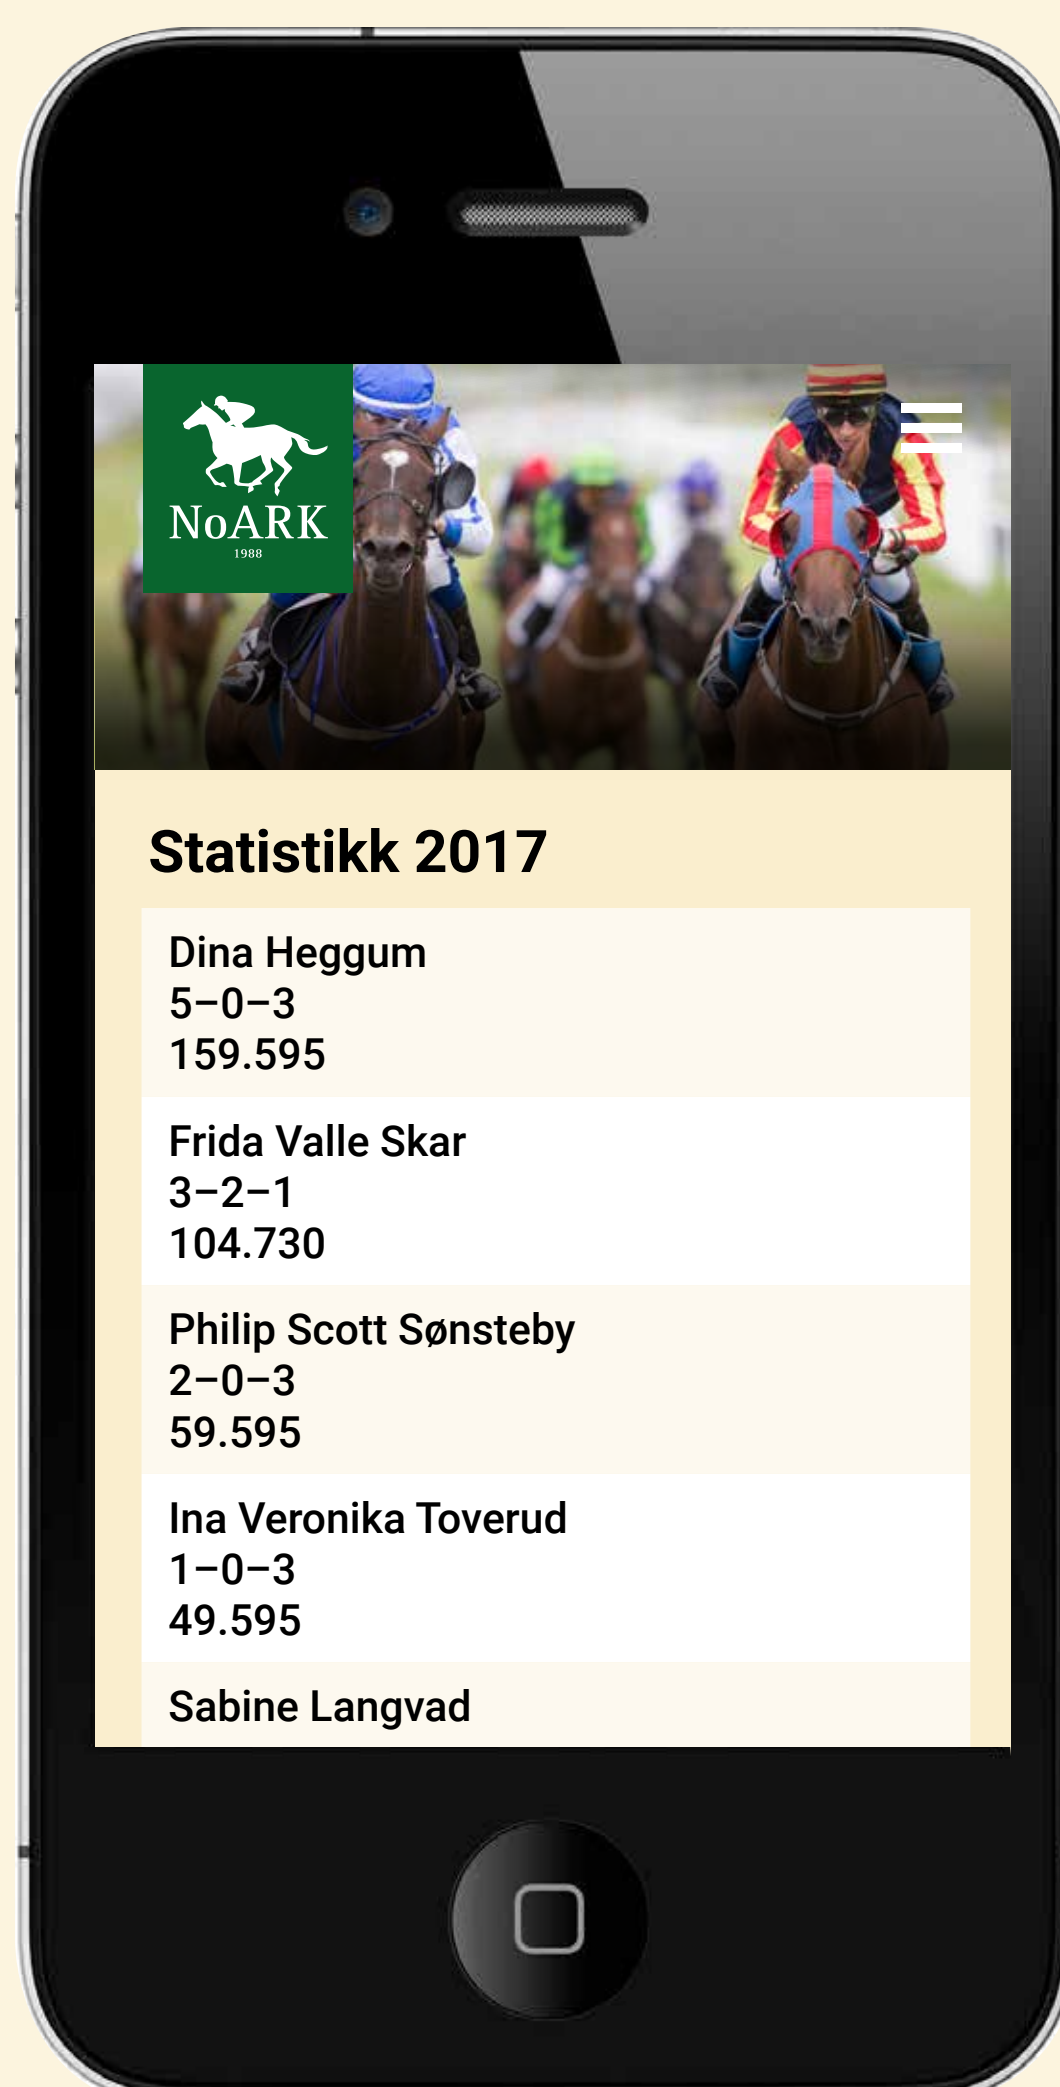 NoARK
1988
Statistikk 2017
Dina Heggum
5–0–3
159.595
Frida Valle Skar
3–2–1
104.730
Philip Scott Sønsteby
2–0–3
59.595
Ina Veronika Toverud
1–0–3
49.595
Sabine Langvad